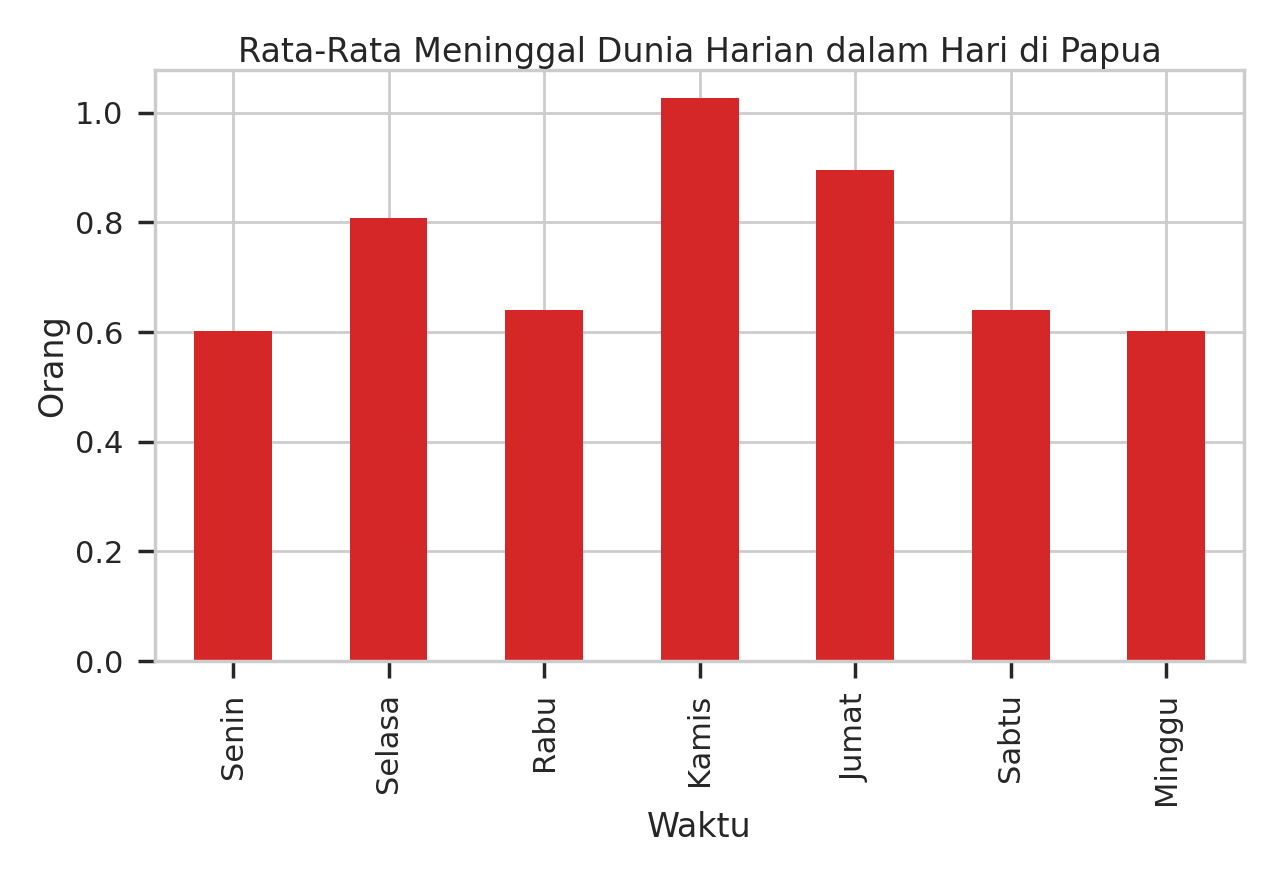 Rata-Rata Meninggal Dunia Harian dalam Hari di Papua
Orang
1.0
0.8
0.6
0.4
0.2
0.0
Senin
Selasa
Rabu
Kamis
Jumat
Sabtu
Minggu
Waktu